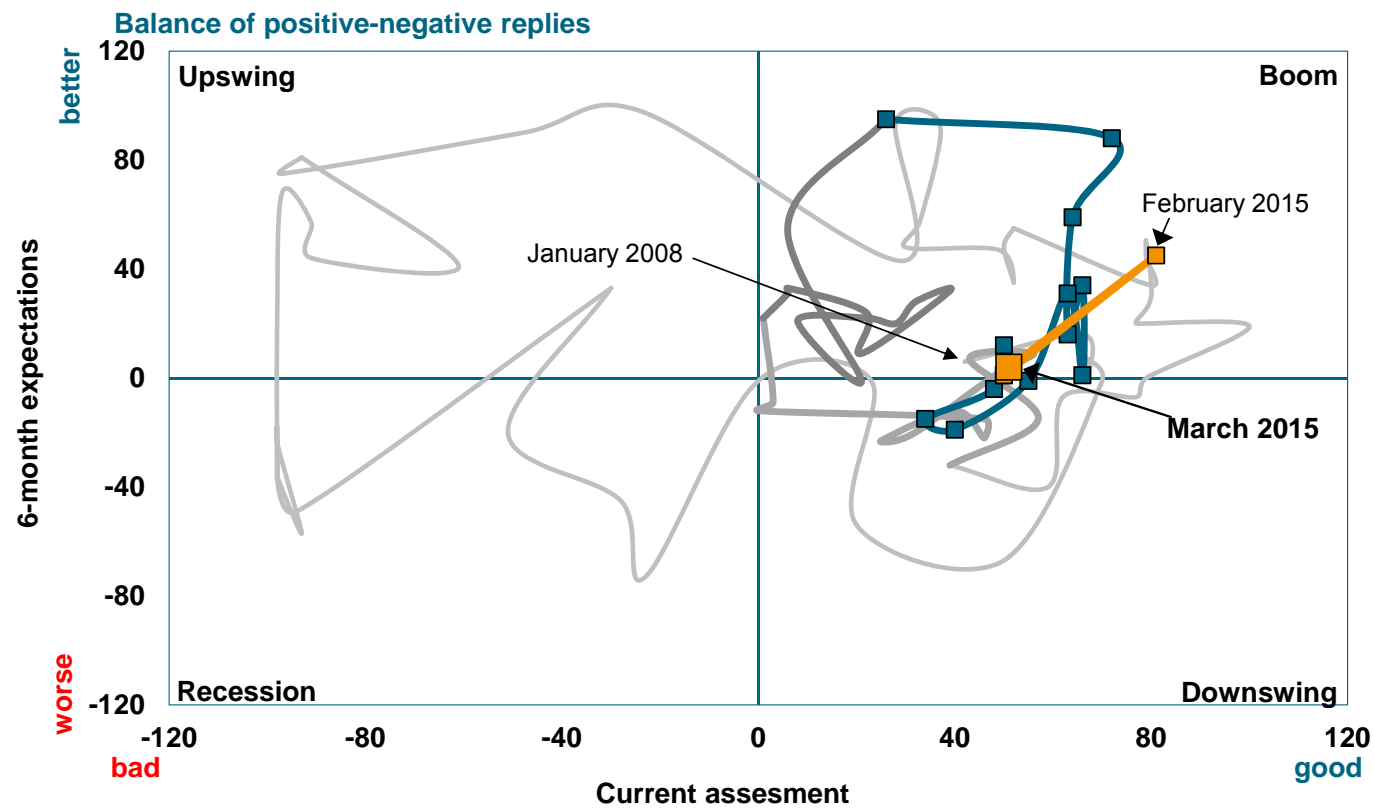 Balance of positive-negative replies
120
better
Upswing
Boom
80
February 2015
January 2008
40
6-month expectations
0
March 2015
-40
-80
worse
Recession
Downswing
-120
-120 -80 -40 0 40 80 120
bad
good
Current assesment